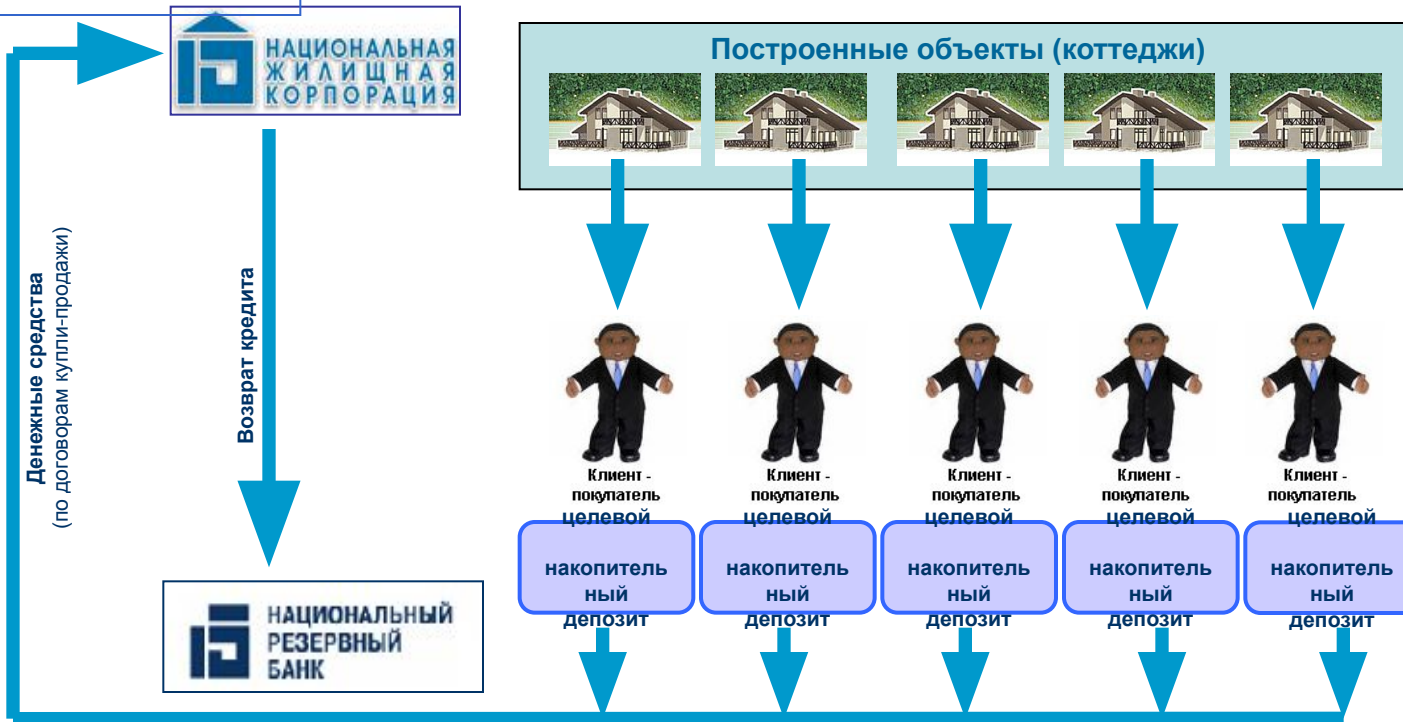 НАЦИОНАЛЬНАЯ
ЖИЛИЩНАЯ
КОРПОРАЦИЯ
Построенные объекты (коттеджи)
Денежные средства
(по договорам купли-продажи)
Возврат кредита
НАЦИОНАЛЬНЫЙ
РЕЗЕРВНЫЙ
БАНК
Клиент -
покупатель
целевой
накопитель
ный
депозит
Клиент -
покупатель
целевой
накопитель
ный
депозит
Клиент -
покупатель
целевой
накопитель
ный
депозит
Клиент -
покупатель
целевой
накопитель
ный
депозит
Клиент -
покупатель
целевой
накопитель
ный
депозит